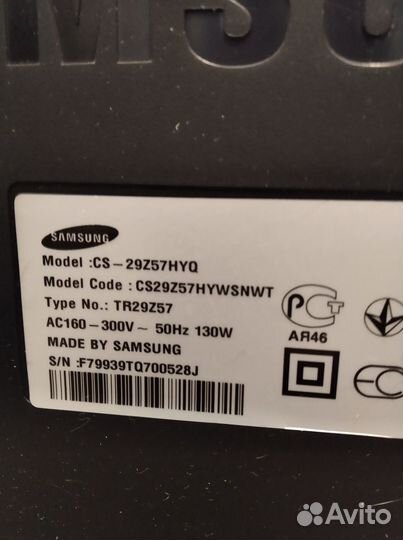 SAMSUNG
Model :CS-29Z57HYQ
Model Code : CS29Z57HYWSNWT
Type No.: TR29Z57
AC160-300V~ 50Hz 130W
MADE BY SAMSUNG
S/N :F79939TQ700528J
АЯ46
Avito